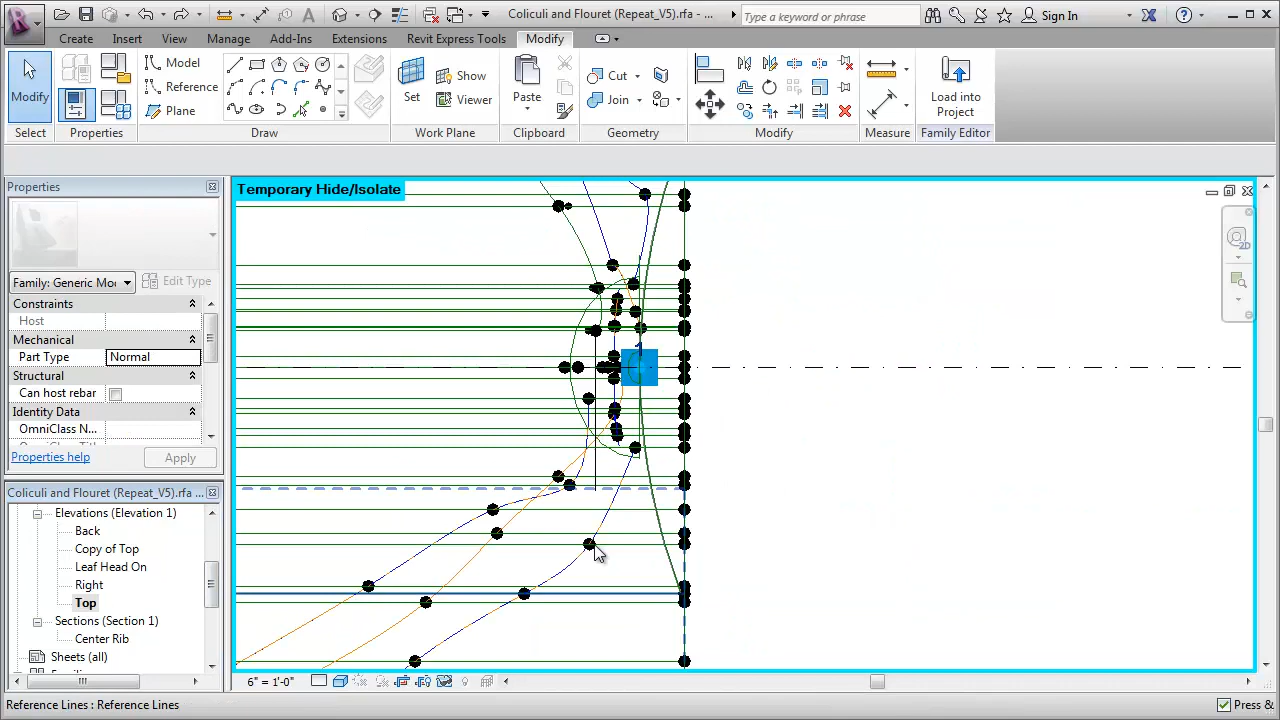 Coliculi and Flouret (Repeat_V5).rfa - ...
Type a keyword or phrase
Sign In
Create
Insert
View
Manage
Add-Ins
Extensions
Revit Express Tools
Modify
Modify
Model
Reference
Plane
Set
Show
Viewer
Paste
Cut
Join
Load into
Project
Select
Properties
Draw
Work Plane
Clipboard
Geometry
Modify
Measure
Family Editor
Properties
Family: Generic Mo
Edit Type
Constraints
Host
Mechanical
Part Type
Normal
Structural
Can host rebar
Identity Data
OmniClass N...
Properties help
Apply
Coliculi and Flouret (Repeat_V5).rfa ...
Elevations (Elevation 1)
Back
Copy of Top
Leaf Head On
Right
Top
Sections (Section 1)
Center Rib
Sheets (all)
Temporary Hide/Isolate
2D
6" = 1'-0"
Reference Lines : Reference Lines
Press &